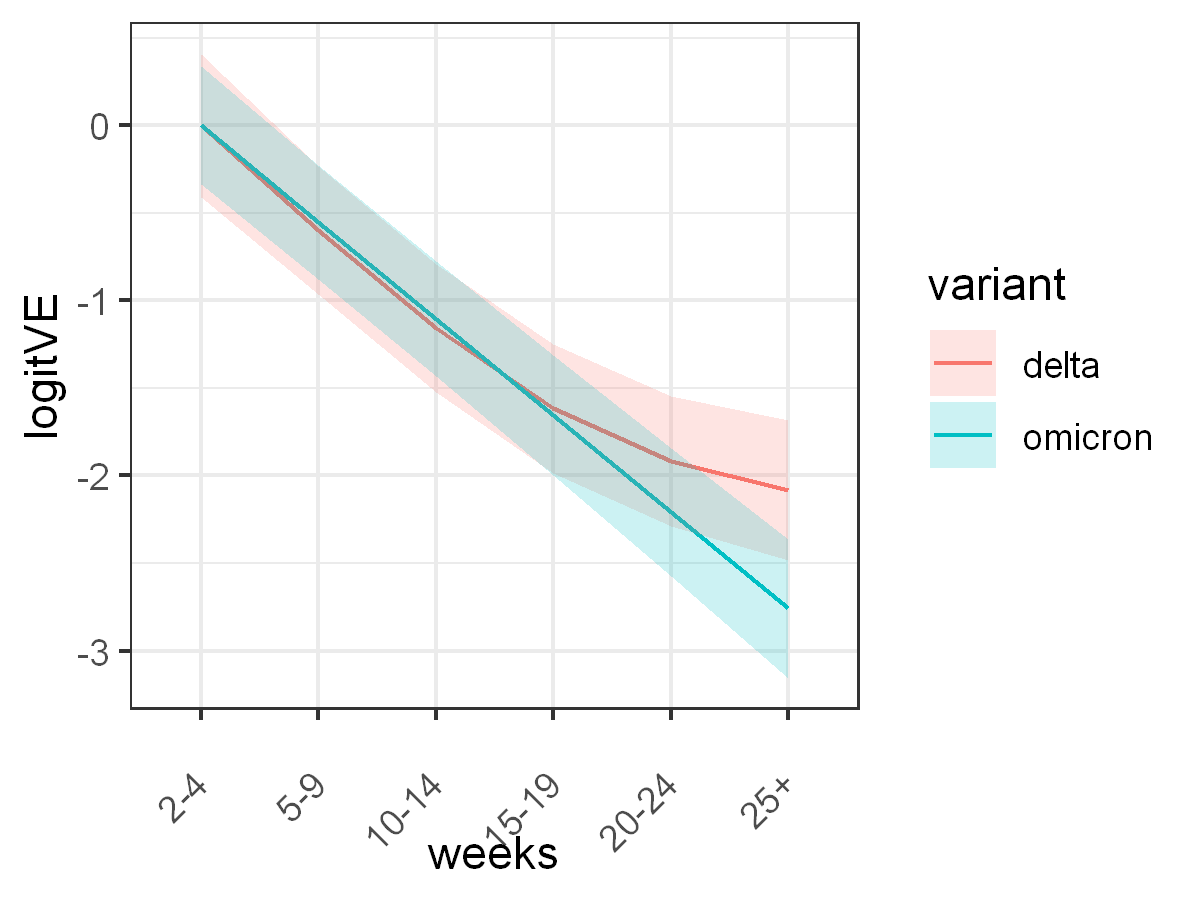 0
-1
-2
-3
logitVE
2-4
5-9
10-14
15-19
20-24
25+
weeks
variant
delta
omicron